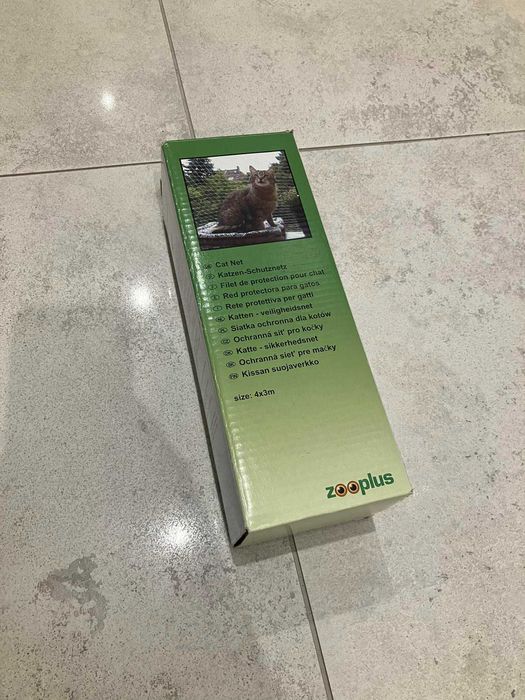 GB Cat Net
Katzen-Schutznetz
Filet de protection pour chat
Red protectora para gatos
Rete protettiva per gatti
Katten - veiligheidsnet
Siatka ochronna dla kotów
Ochranná síť pro kočky
Katte - sikkerhedsnet
Ochranná sieť pre mačky
Kissan suojaverkko
size: 4x3m
zooplus